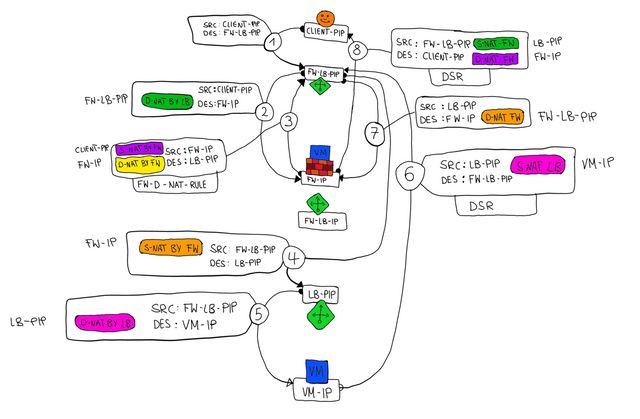 SRC: CLIENT-PIP
DES: FW-LB-PIP
1
CLIENT-PIP
8
SRC: FW-LB-PIP S-NAT-FW LB-PIP
DES: CLIENT-PIP D-NAT-FW FW-IP
DSR
FW-LB-PIP
SRC:CLIENT-PIP
D-NAT BY LB DES:FW-IP
FW-LB-PIP
2
3
7
SRC: LB-PIP
DES: FW-IP D-NAT FW FW-LB-PIP
CLIENT-PIP S-NAT BY FW SRC: FW-IP
FW-IP D-NAT BY FW DES: LB-PIP
FW-D-NAT-RULE
VM
FW-IP
6
SRC: LB-PIP S-NAT LB VM-IP
DES: FW-LB-PIP
DSR
FW-LB-IP
FW-IP S-NAT BY FW SRC: FW-LB-PIP
DES: LB-PIP
4
LB-PIP
LB-PIP D-NAT BY LB SRC: FW-LB-PIP
DES: VM-IP
5
VM
VM-IP